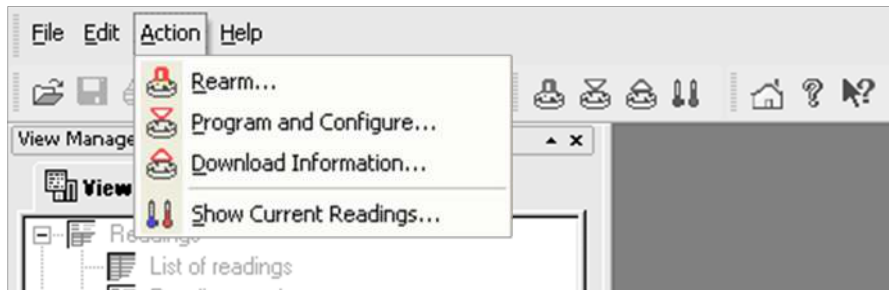 File Edit Action Help
Rearm...
Program and Configure...
Download Information...
Show Current Readings...
View Manage
View
Readings
List of readings